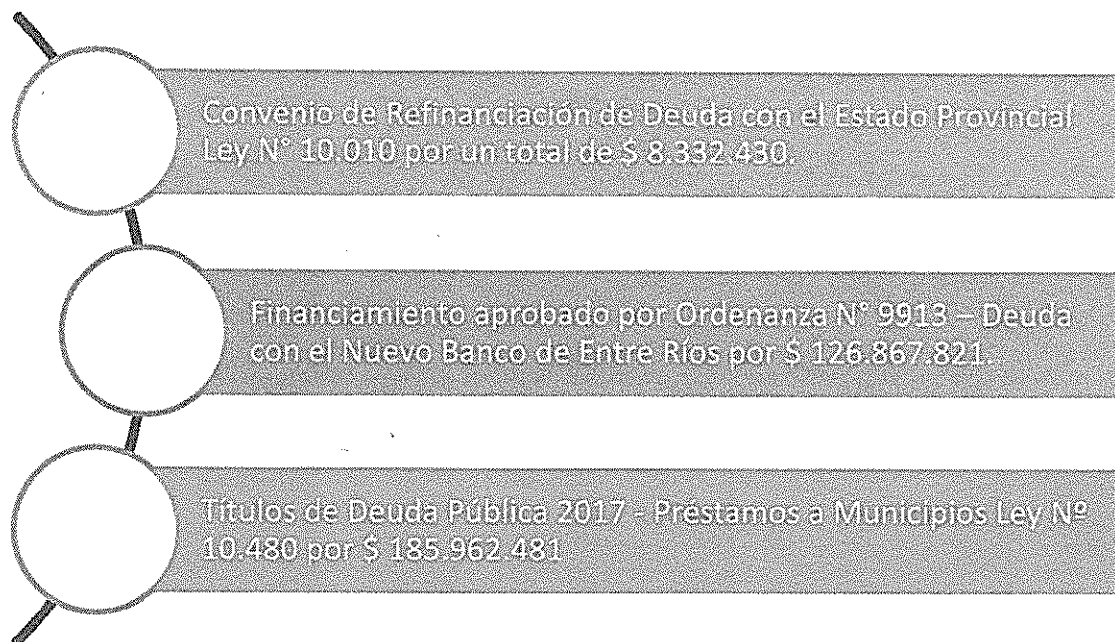 Convenio de Refinanciación de Deuda con el Estado Provincial
Ley N° 10.010 por un total de $ 8.332.430.
Financiamiento aprobado por Ordenanza N° 9913 – Deuda
con el Nuevo Banco de Entre Ríos por $ 126.867.821.
Títulos de Deuda Pública 2017 - Préstamos a Municipios Ley Nº
10.480 por $ 185.962.481